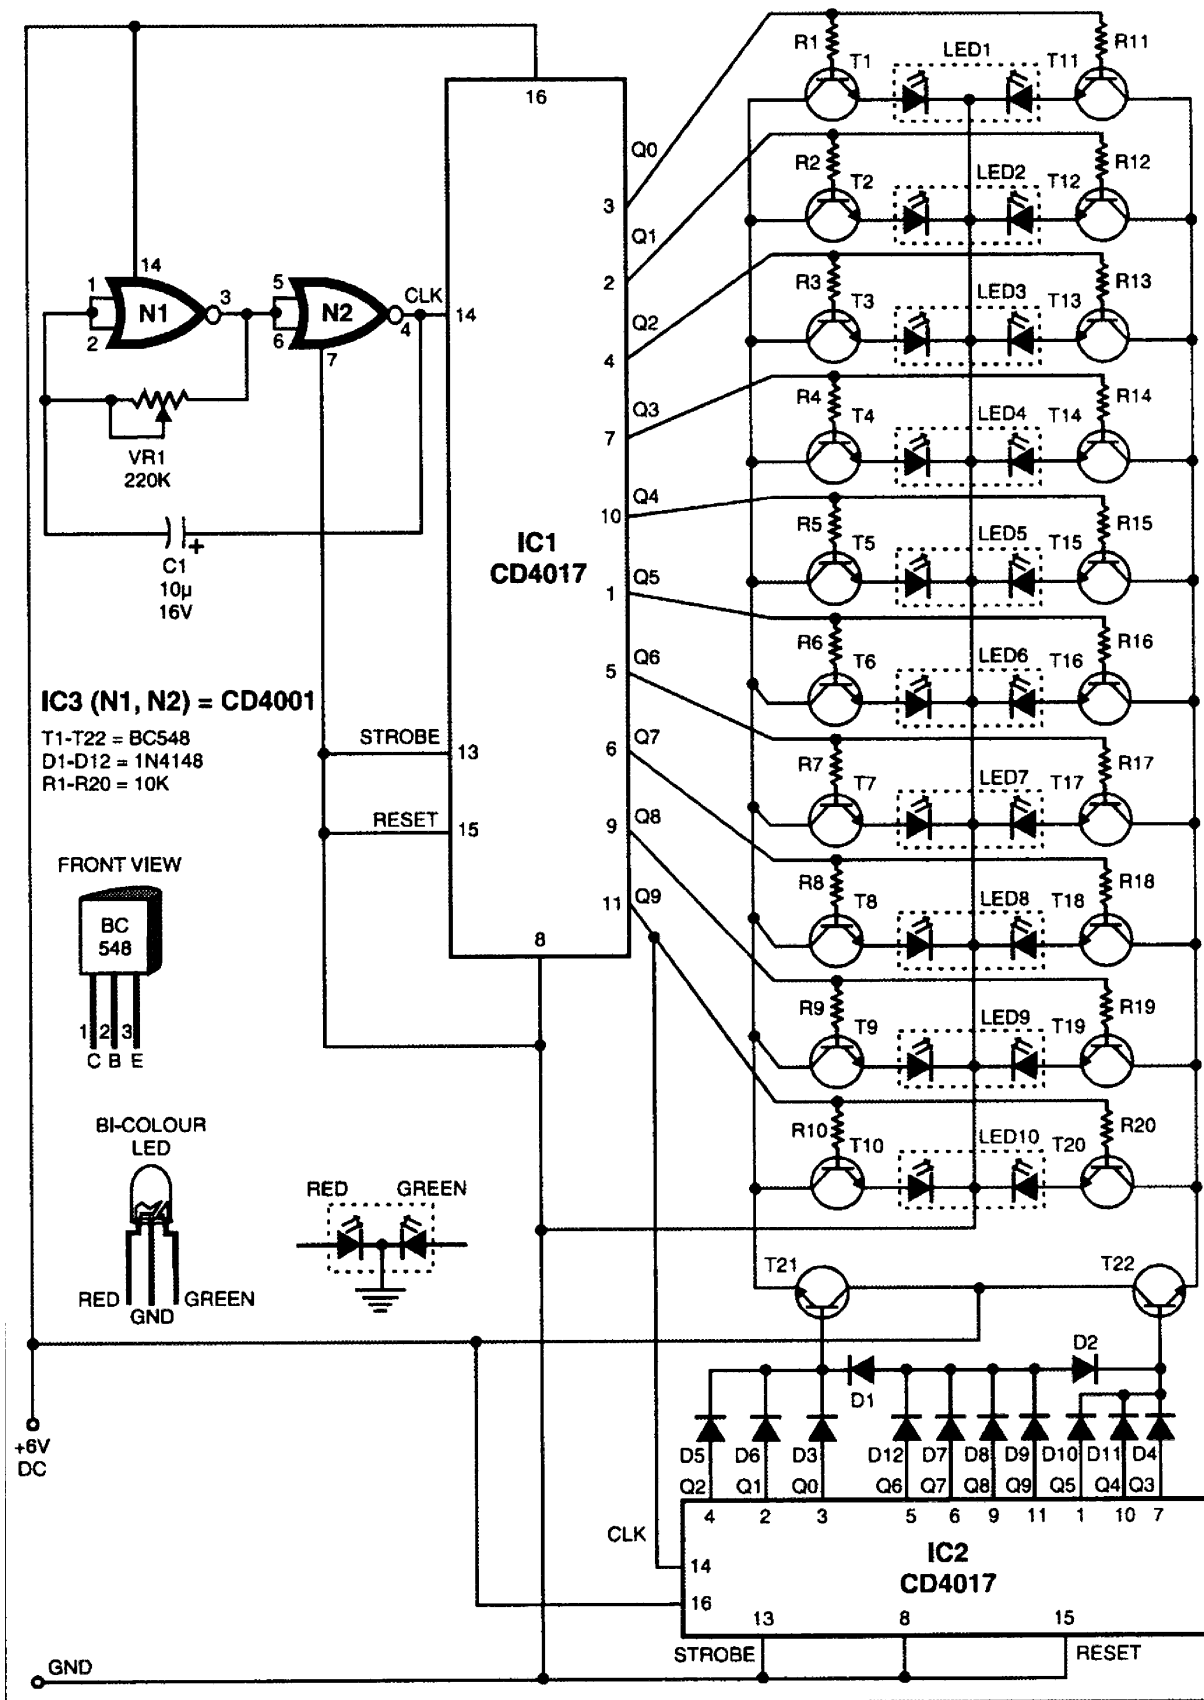 R1
T1
LED1
T11
R11
16
Q0
3
R2
T2
LED2
T12
R12
Q1
2
R3
T3
LED3
T13
R13
Q2
4
R4
T4
LED4
T14
R14
Q3
7
R5
T5
LED5
T15
R15
Q4
10
R6
T6
LED6
T16
R16
Q5
1
R7
T7
LED7
T17
R17
Q6
5
R8
T8
LED8
T18
R18
Q7
6
R9
T9
LED9
T19
R19
Q8
9
R10
T10
LED10
T20
R20
Q9
11
14
1
2
N1
3
5
6
N2
4
7
CLK
14
VR1
220K
C1
+
10μ
16V
IC1
CD4017
IC3 (N1, N2) = CD4001
T1-T22 = BC548
D1-D12 = 1N4148
R1-R20 = 10K
STROBE
13
RESET
15
8
FRONT VIEW
BC
548
1 2 3
C B E
BI-COLOUR
LED
RED
GND
GREEN
RED
GREEN
T21
T22
D1
D2
D5 D6 D3 D12 D7 D8 D9 D10 D11 D4
Q2 Q1 Q0 Q6 Q7 Q8 Q9 Q5 Q4 Q3
4 2 3 5 6 9 11 1 10 7
+6V
DC
CLK
14
16
IC2
CD4017
13
8
15
STROBE
RESET
GND